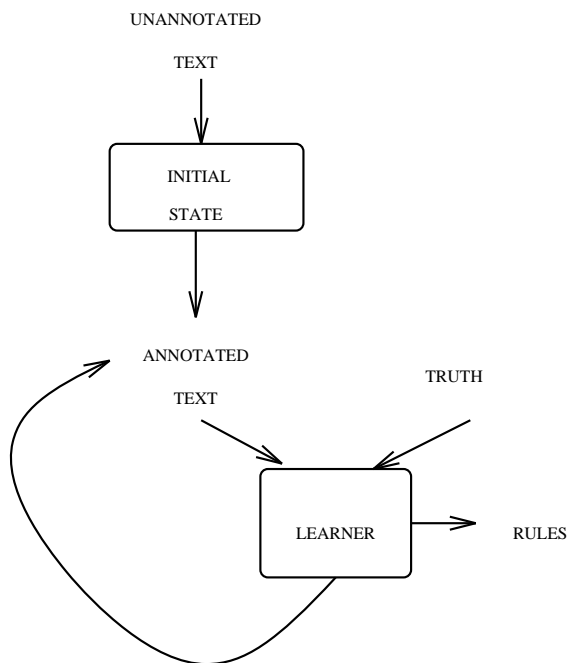 UNANNOTATED
TEXT
INITIAL
STATE
ANNOTATED
TEXT
TRUTH
LEARNER
RULES